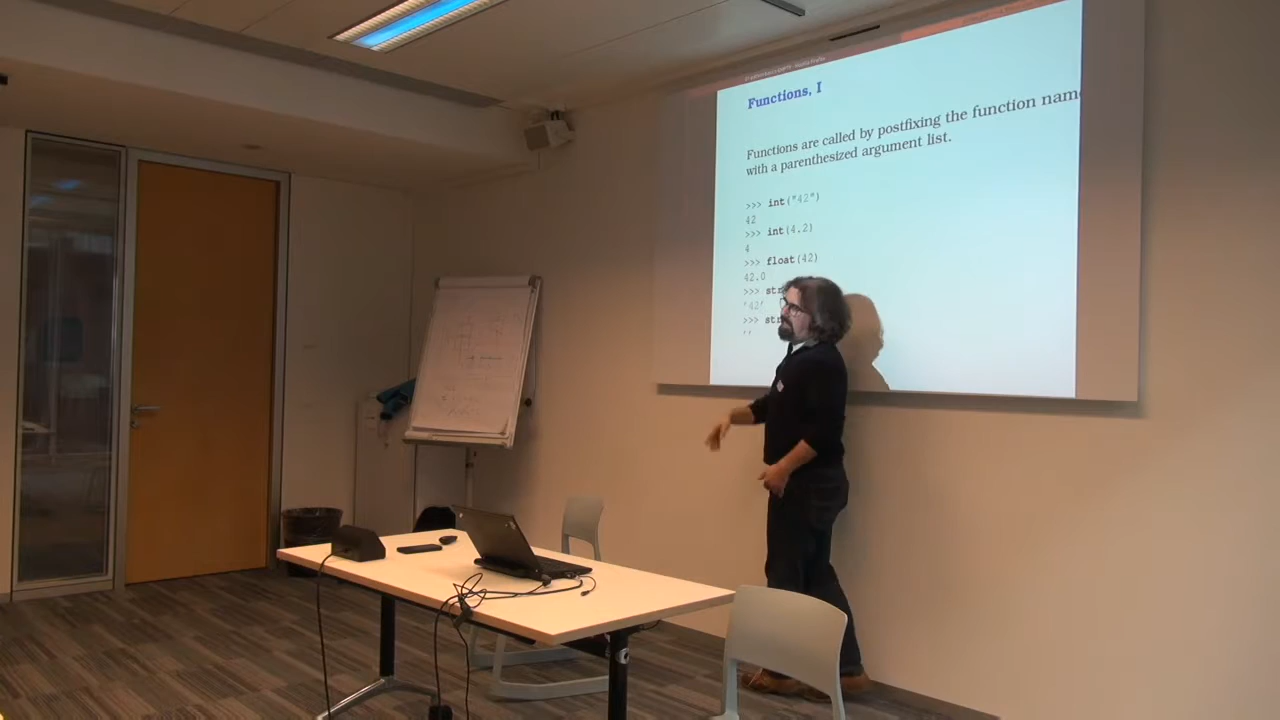 Functions, I
Functions are called by postfixing the function nam
with a parenthesized argument list.
>>> int("42")
42
>>> int(4.2)
4
>>> float(42)
42.0
>>> str
'42'
>>> str
''